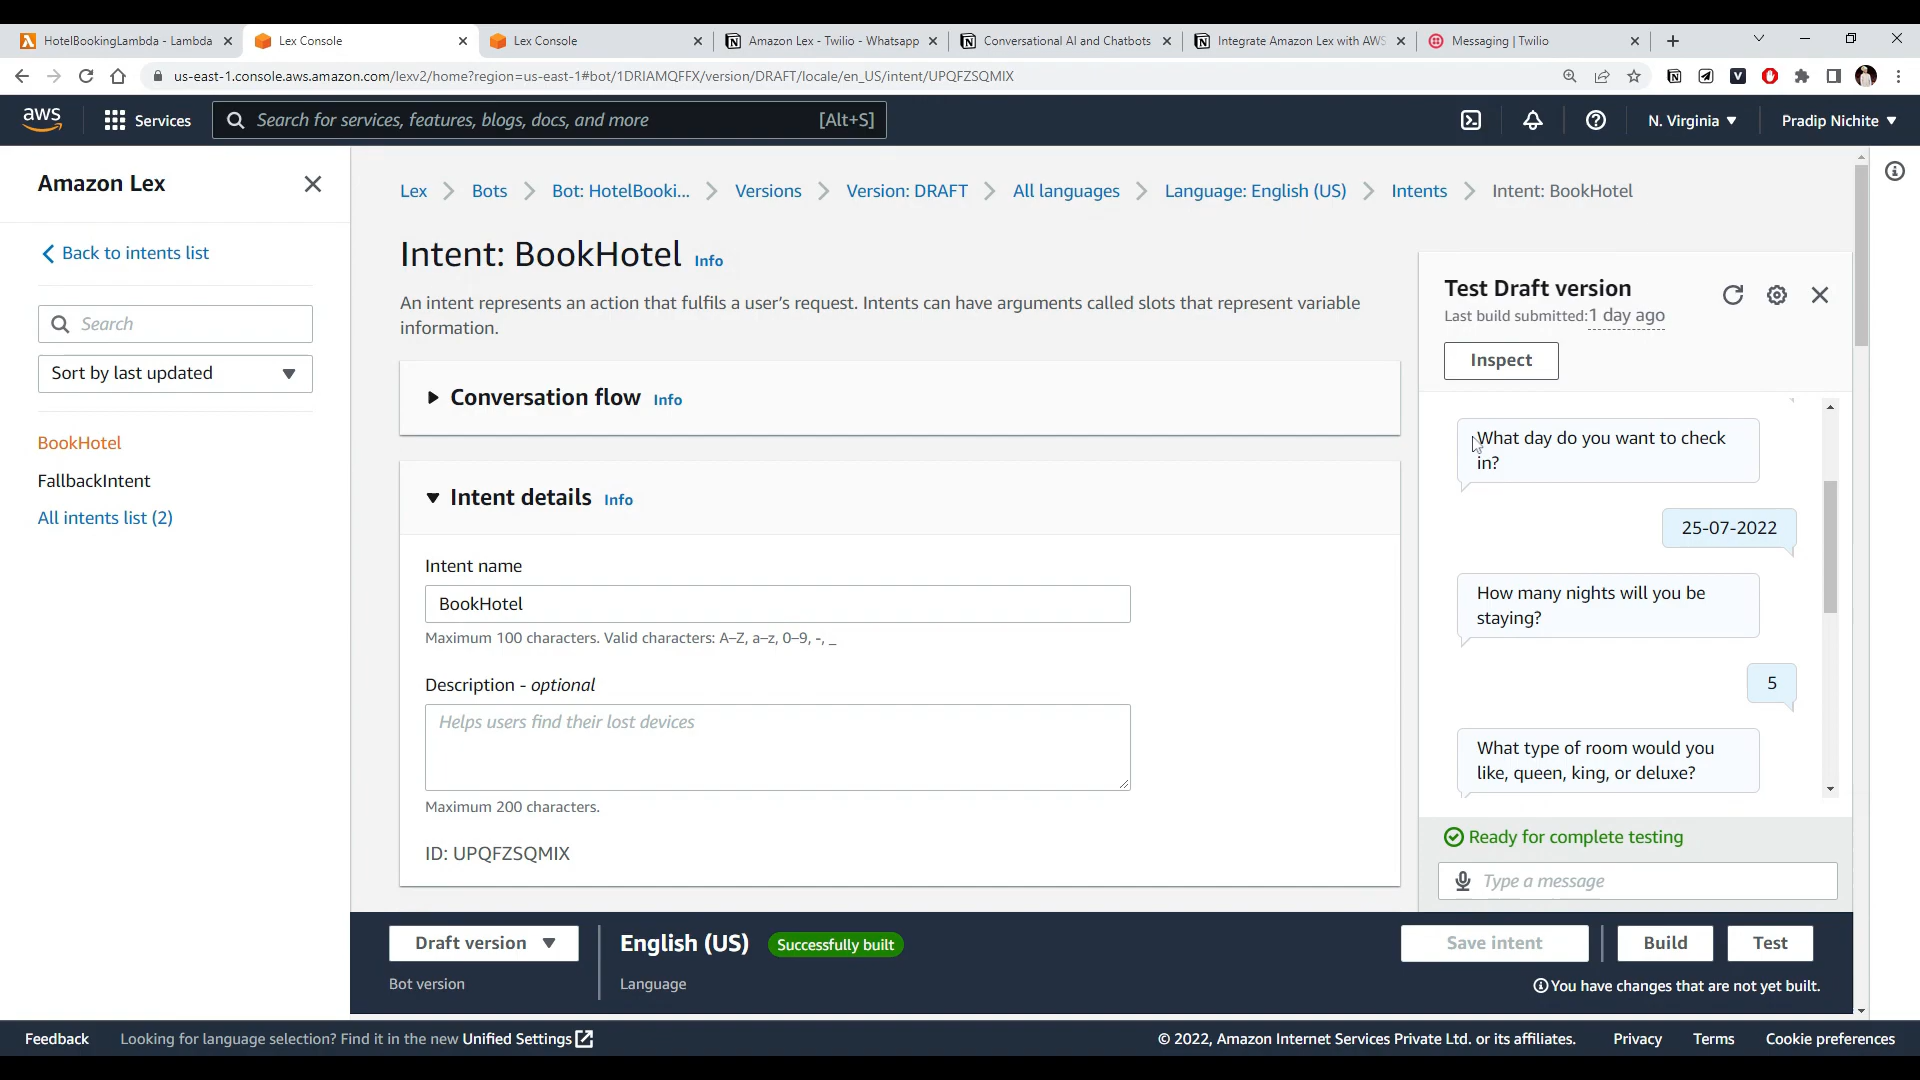 HotelBookingLambda - Lambda
Lex Console
Lex Console
Amazon Lex - Twilio - Whatsapp
Conversational AI and Chatbots
Integrate Amazon Lex with AWS
Messaging | Twilio
us-east-1.console.aws.amazon.com/lexv2/home?region=us-east-1#bot/1DRIAMQFFX/version/DRAFT/locale/en_US/intent/UPQFZSQMIX
aws
Services
Search for services, features, blogs, docs, and more
[Alt+S]
N. Virginia
Pradip Nichite
Amazon Lex
Back to intents list
Search
Sort by last updated
BookHotel
FallbackIntent
All intents list (2)
Lex
Bots
Bot: HotelBooki...
Versions
Version: DRAFT
All languages
Language: English (US)
Intents
Intent: BookHotel
Intent: BookHotel Info
An intent represents an action that fulfils a user's request. Intents can have arguments called slots that represent variable
information.
Conversation flow Info
Intent details Info
Intent name
BookHotel
Maximum 100 characters. Valid characters: A–Z, a–z, 0–9, -, _
Description - optional
Helps users find their lost devices
Maximum 200 characters.
ID: UPQFZSQMIX
Test Draft version
Last build submitted: 1 day ago
Inspect
What day do you want to check
in?
25-07-2022
How many nights will you be
staying?
5
What type of room would you
like, queen, king, or deluxe?
Ready for complete testing
Type a message
Draft version
Bot version
English (US)
Successfully built
Language
Save intent
Build
Test
You have changes that are not yet built.
Feedback
Looking for language selection? Find it in the new Unified Settings
© 2022, Amazon Internet Services Private Ltd. or its affiliates.
Privacy
Terms
Cookie preferences